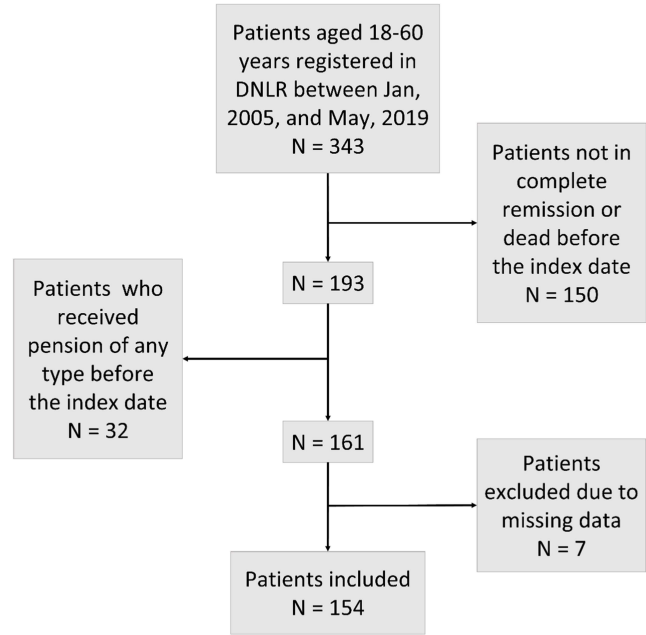 Patients aged 18-60
years registered in
DNLR between Jan,
2005, and May, 2019
N = 343
Patients not in
complete
remission or
dead before
the index date
N = 150
N = 193
Patients who
received
pension of any
type before
the index date
N = 32
N = 161
Patients
excluded due to
missing data
N = 7
Patients included
N = 154